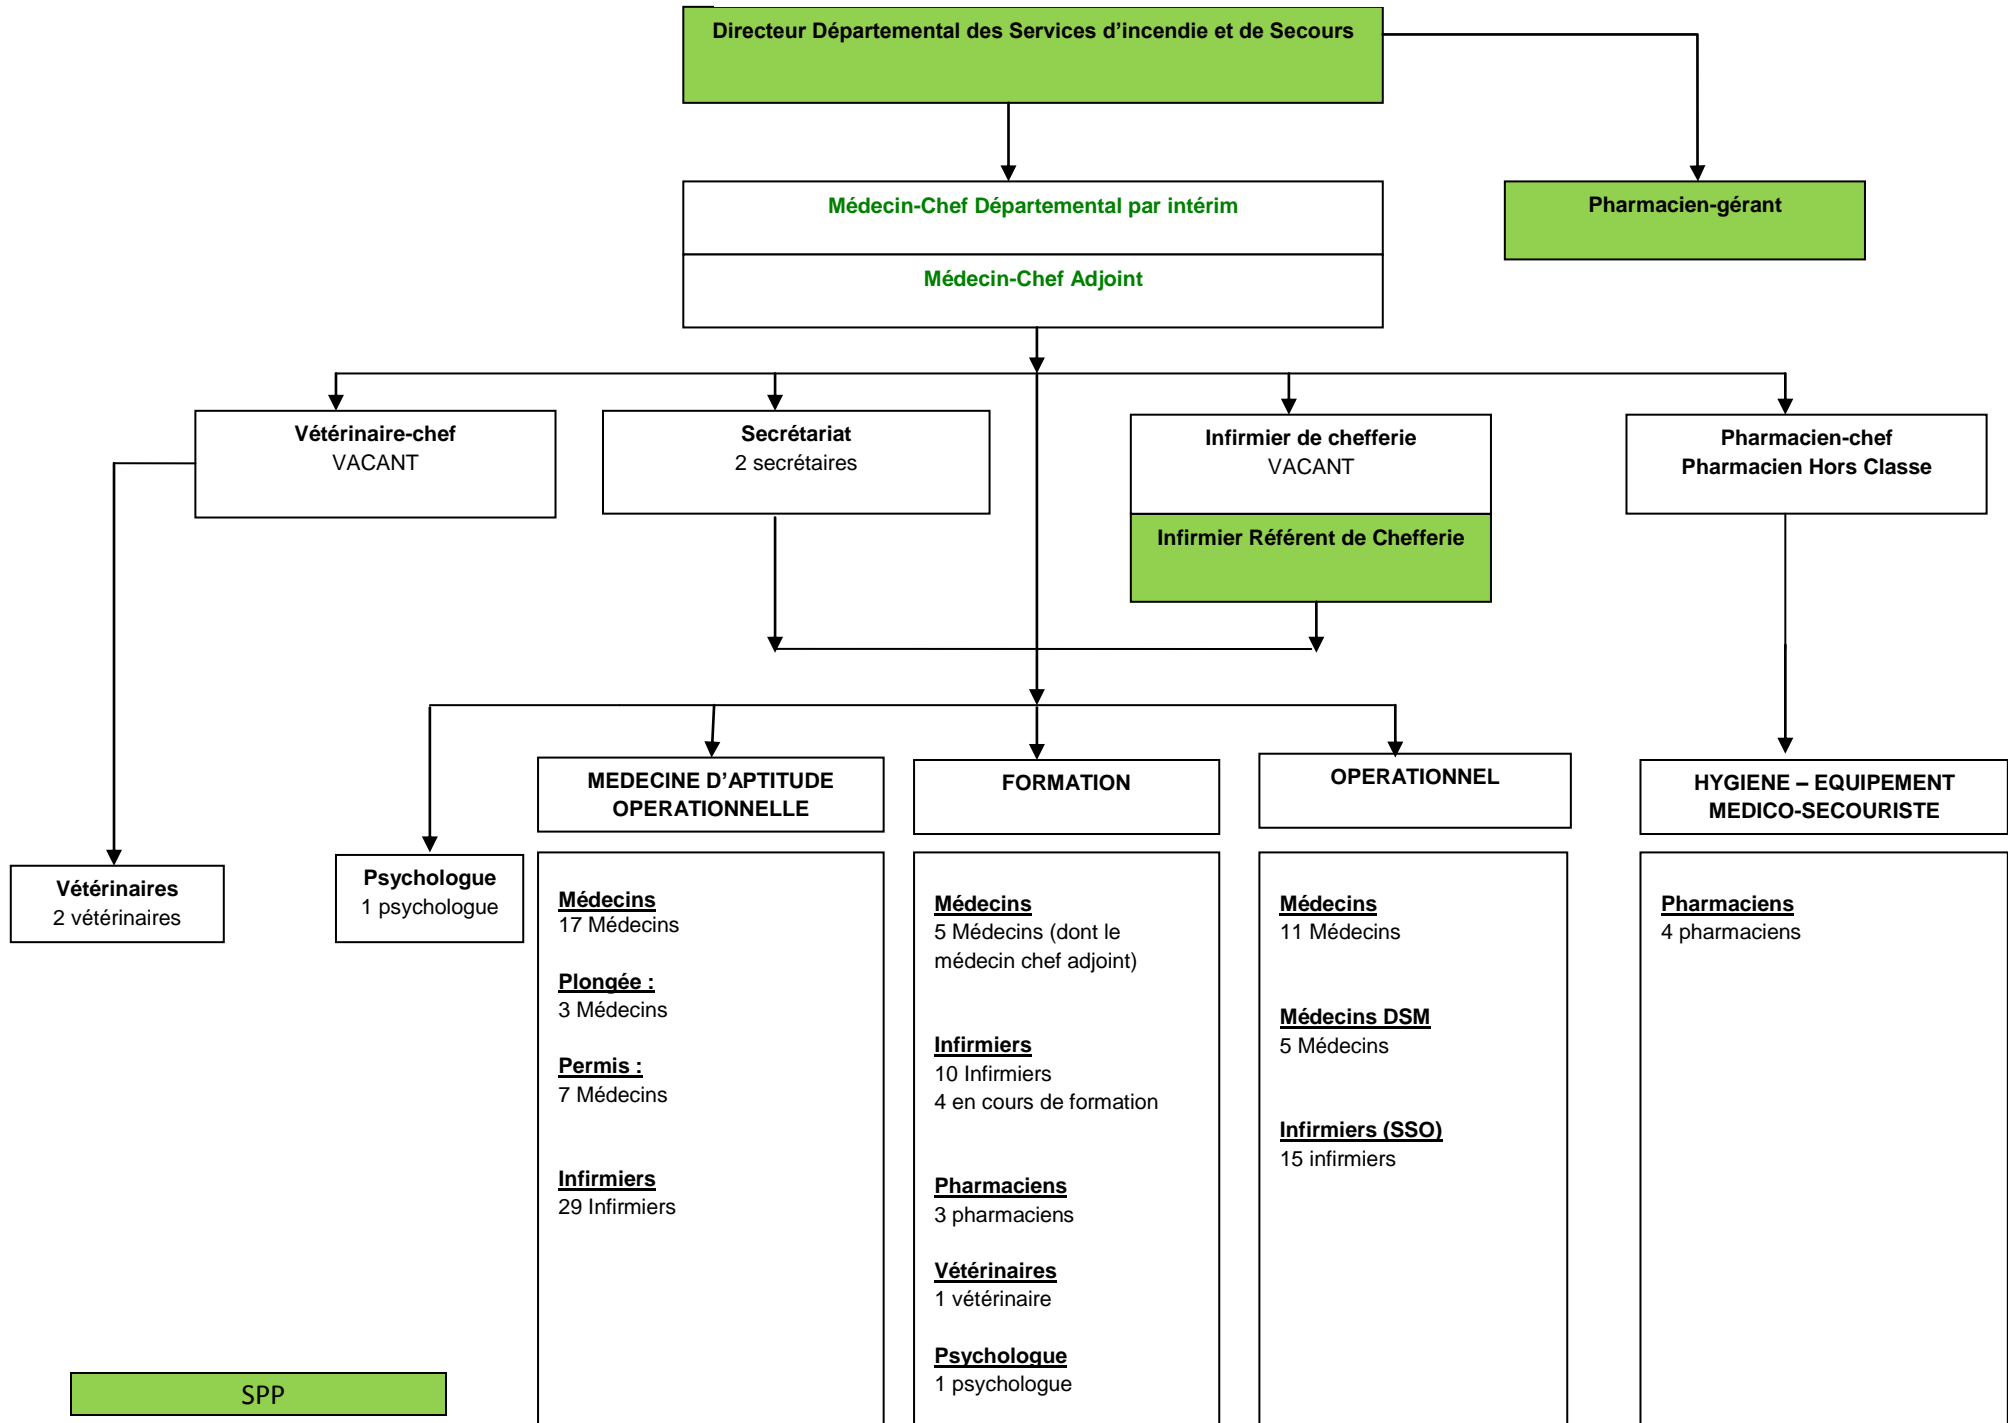 Directeur Départemental des Services d’incendie et de Secours
Médecin-Chef Départemental par intérim
Pharmacien-gérant
Médecin-Chef Adjoint
Vétérinaire-chef
VACANT
Secrétariat
2 secrétaires
Infirmier de chefferie
VACANT
Infirmier Référent de Chefferie
Pharmacien-chef
Pharmacien Hors Classe
Vétérinaires
2 vétérinaires
Psychologue
1 psychologue
MEDECINE D’APTITUDE
OPERATIONNELLE
Médecins
17 Médecins
Plongée :
3 Médecins
Permis :
7 Médecins
Infirmiers
29 Infirmiers
FORMATION
Médecins
5 Médecins (dont le
médecin chef adjoint)
Infirmiers
10 Infirmiers
4 en cours de formation
Pharmaciens
3 pharmaciens
Vétérinaires
1 vétérinaire
Psychologue
1 psychologue
OPERATIONNEL
Médecins
11 Médecins
Médecins DSM
5 Médecins
Infirmiers (SSO)
15 infirmiers
HYGIENE – EQUIPEMENT
MEDICO-SECOURISTE
Pharmaciens
4 pharmaciens
SPP